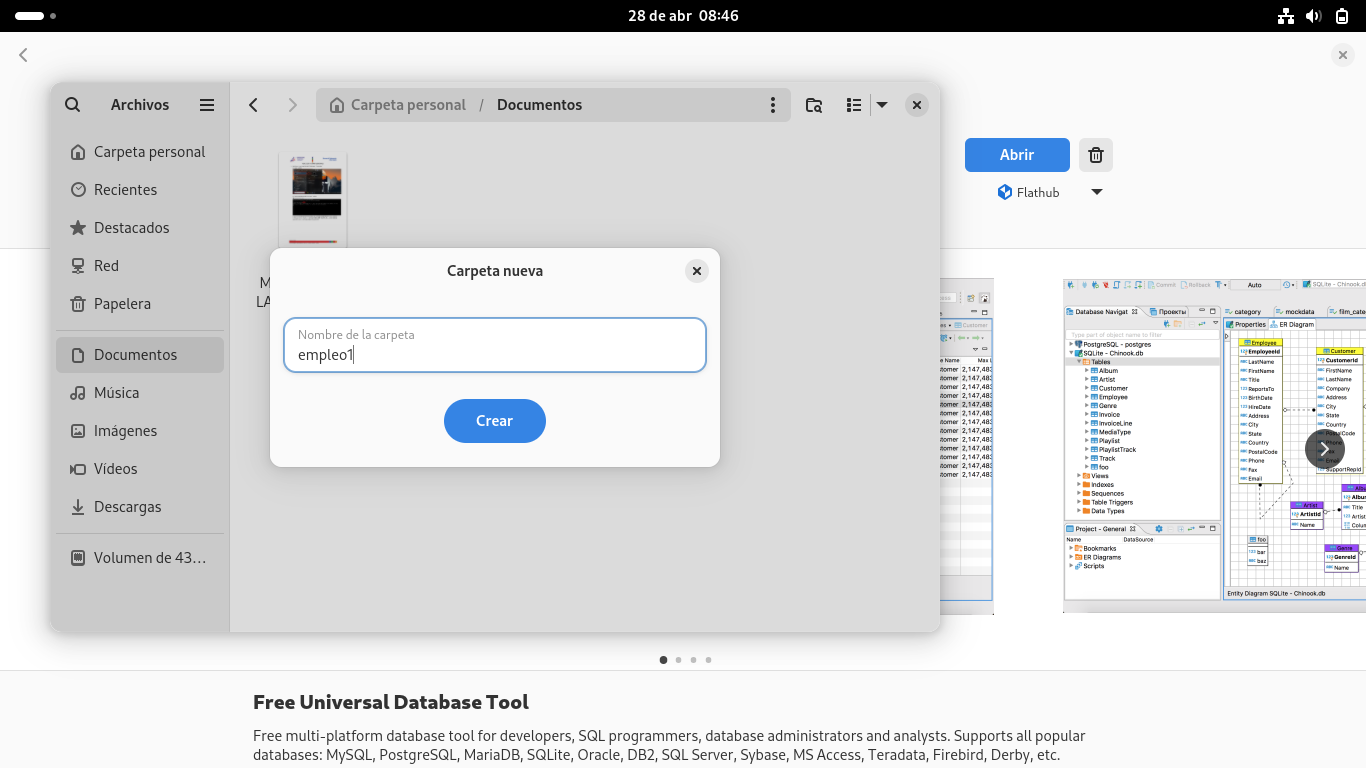 28 de abr 08:46
Archivos
Carpeta personal / Documentos
Carpeta personal
Recientes
Destacados
Red
Papelera
Documentos
Música
Imágenes
Vídeos
Descargas
Volumen de 43…
Carpeta nueva
Nombre de la carpeta
empleo1
Crear
Abrir
Flathub
Auto
Database Navigat
Проекты
Type part of object name to filter
PostgreSQL - postgres
SQLite - Chinook.db
Tables
Album
Artist
Customer
Employee
Genre
Invoice
InvoiceLine
MediaType
Playlist
PlaylistTrack
Track
foo
Views
Indexes
Sequences
Table Triggers
Data Types
Project - General
Name DataSource
Bookmarks
ER Diagrams
Scripts
category mockdata film_cate
Properties ER Diagram
Employee
EmployeeId
LastName
FirstName
Title
ReportsTo
BirthDate
HireDate
Address
City
State
Country
PostalCode
Phone
Fax
Email
Customer
CustomerId
FirstName
LastName
Company
Address
City
State
Country
PostalCode
SupportRepId
Artist
ArtistId
Name
Title
foo
bar
baz
Genre
GenreId
Name
Entity Diagram SQLite - Chinook.db
Free Universal Database Tool
Free multi-platform database tool for developers, SQL programmers, database administrators and analysts. Supports all popular
databases: MySQL, PostgreSQL, MariaDB, SQLite, Oracle, DB2, SQL Server, Sybase, MS Access, Teradata, Firebird, Derby, etc.